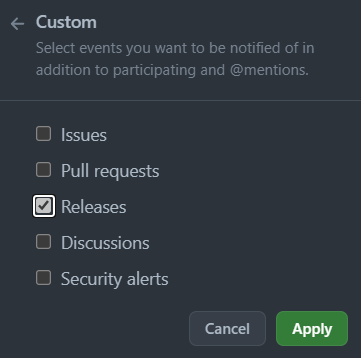 Custom
Select events you want to be notified of in
addition to participating and @mentions.
Issues
Pull requests
Releases
Discussions
Security alerts
Cancel
Apply